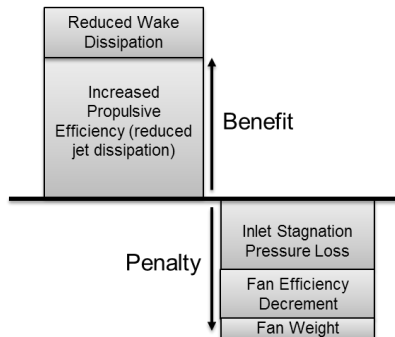 Reduced Wake
Dissipation
Increased
Propulsive
Efficiency (reduced
jet dissipation)
Benefit
Penalty
Inlet Stagnation
Pressure Loss
Fan Efficiency
Decrement
Fan Weight